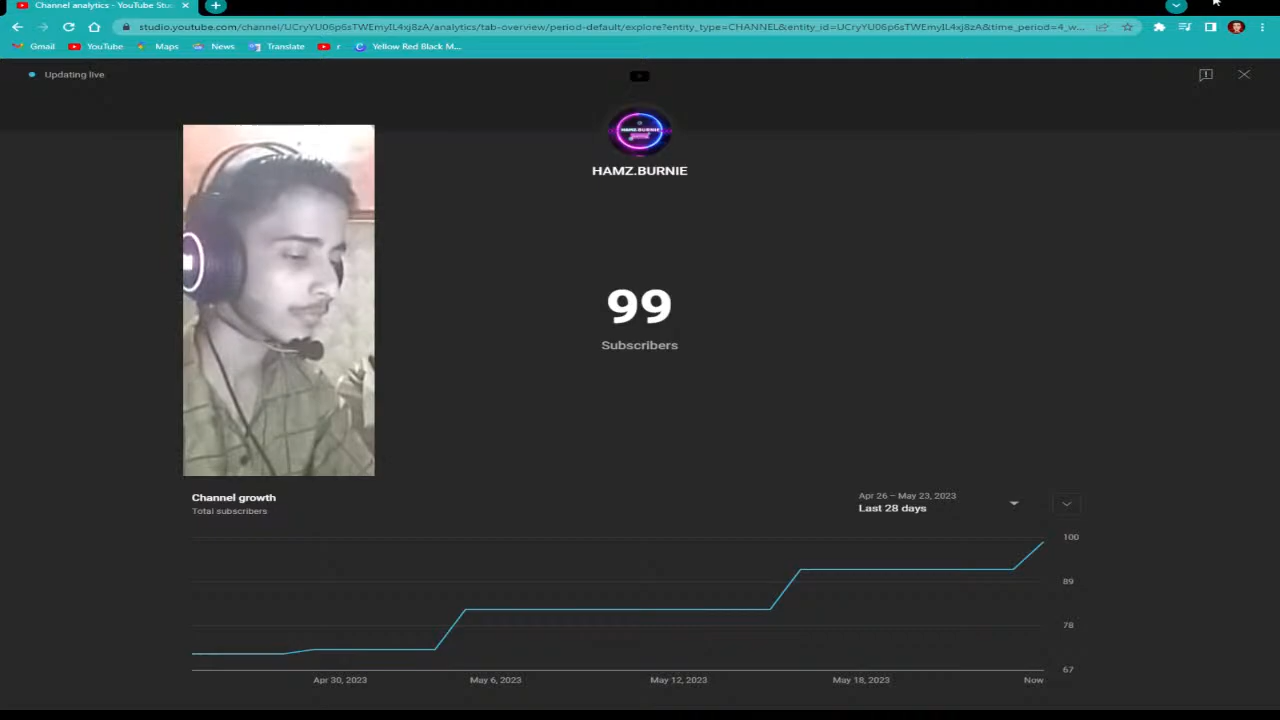 Channel analytics - YouTube Stu
studio.youtube.com/channel/UCryYU06p6sTWEmyIL4xj8zA/analytics/tab-overview/period-default/explore?entity_type=CHANNEL&entity_id=UCryYU06p6sTWEmyIL4xj8zA&time_period=4_w...
Gmail YouTube Maps News Translate r Yellow Red Black M...
Updating live
HAMZ.BURNIE
HAMZ.BURNIE
99
Subscribers
Channel growth
Total subscribers
Apr 26 – May 23, 2023
Last 28 days
100
89
78
67
Apr 30, 2023 May 6, 2023 May 12, 2023 May 18, 2023 Now